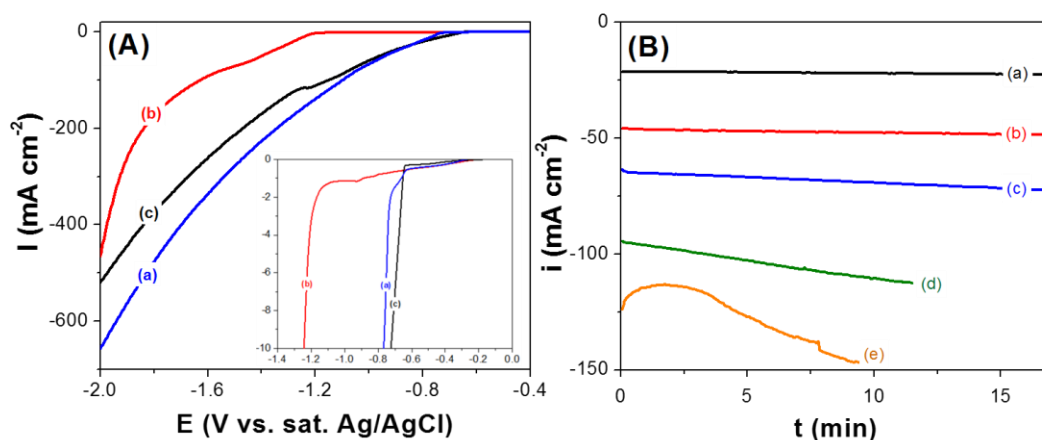 (A)
I (mA cm-2)
0
-200
-400
-600
-2.0 -1.6 -1.2 -0.8 -0.4
E (V vs. sat. Ag/AgCl)
(b)
(c)
(a)
0
-2
-4
-6
-8
-10
-1.4 -1.2 -1.0 -0.8 -0.6 -0.4 -0.2 0.0
(b)
(a)
(c)
(B)
i (mA cm-2)
0
-50
-100
-150
0 5 10 15
t (min)
(a)
(b)
(c)
(d)
(e)